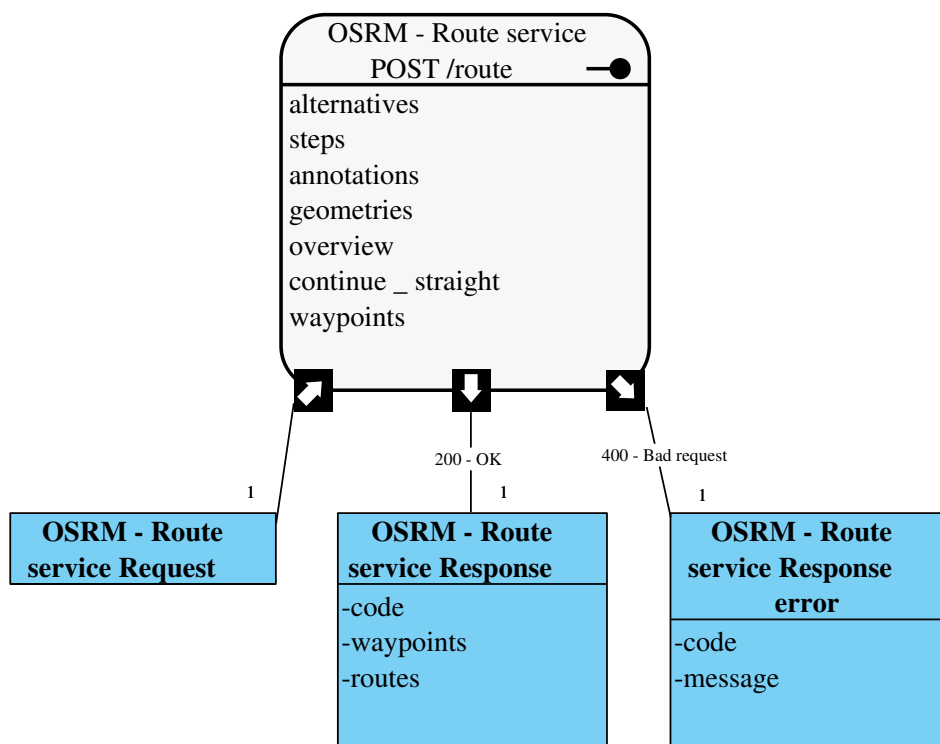 OSRM - Route service
POST /route
alternatives
steps
annotations
geometries
overview
continue _ straight
waypoints
200 - OK
400 - Bad request
1
1
1
OSRM - Route
service Request
OSRM - Route
service Response
-code
-waypoints
-routes
OSRM - Route
service Response
error
-code
-message